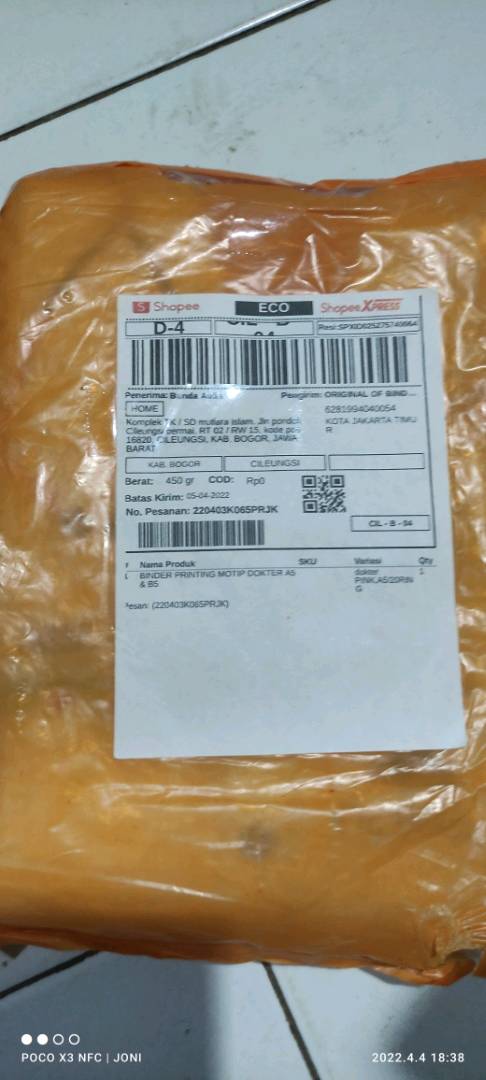 Shopee
ECO
Shopee XPRESS
D-4
Resi:
Penerima: Bunda
Pengirim: ORIGINAL OF BIND...
HOME
6281994040054
KOTA JAKARTA TIMU
R
Komplek TK / SD mutiara islam, Jln pondok
Cileungsi permai, RT 02 / RW 15, kode pos
16820, CILEUNGSI, KAB. BOGOR, JAWA
BARAT
KAB. BOGOR
CILEUNGSI
Berat: 450 gr COD: Rp0
Batas Kirim: 05-04-2022
No. Pesanan: 220403K065PRJK
CIL - B - 04
# Nama Produk SKU Variasi Qty
BINDER PRINTING MOTIP DOKTER A5 dokter 1
& B5 PINK,A5/20RIN
G
Pesan: (220403K065PRJK)
POCO X3 NFC | JONI
2022.4.4 18:38